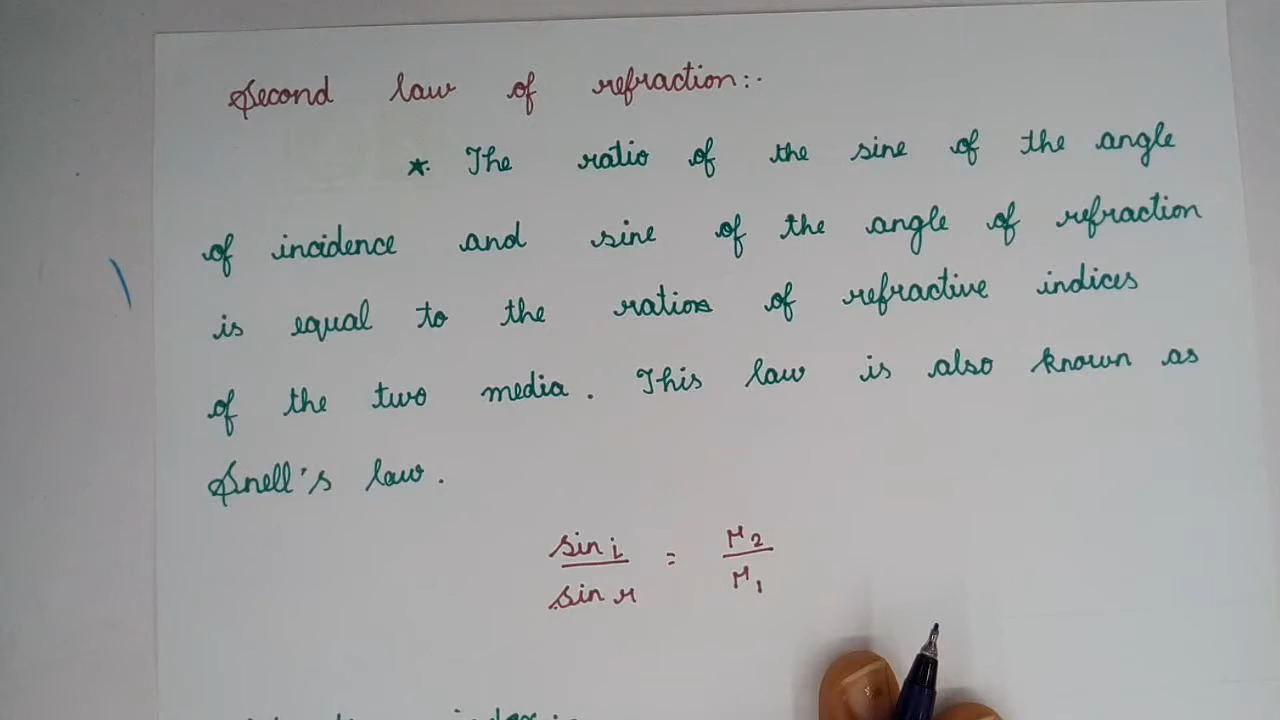 Second law of refraction:-
* The ratio of the sine of the angle
of incidence and sine of the angle of refraction
is equal to the ratios of refractive indices
of the two media. This law is also known as
Snell's law.
sin i / sin r = μ2 / μ1